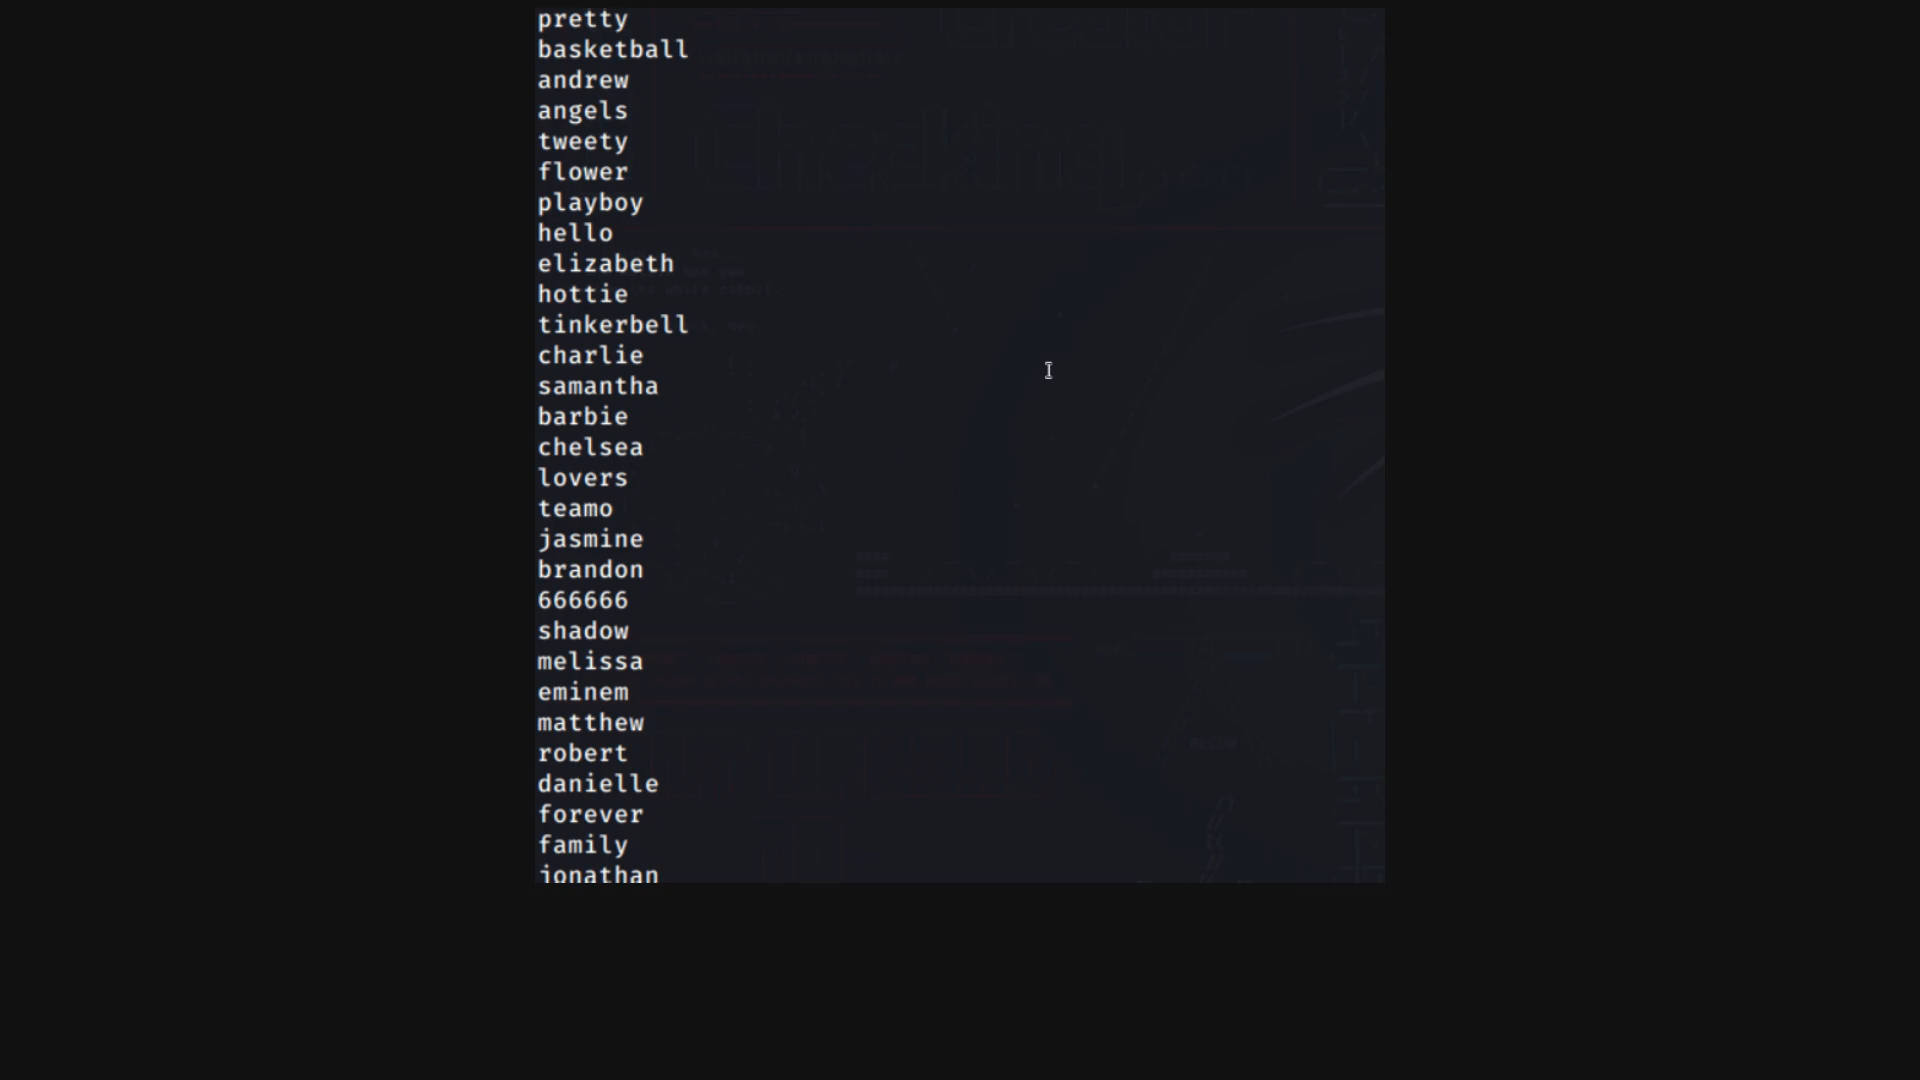 pretty
basketball
andrew
angels
tweety
flower
playboy
hello
elizabeth
hottie
tinkerbell
charlie
samantha
barbie
chelsea
lovers
teamo
jasmine
brandon
666666
shadow
melissa
eminem
matthew
robert
danielle
forever
family
jonathan